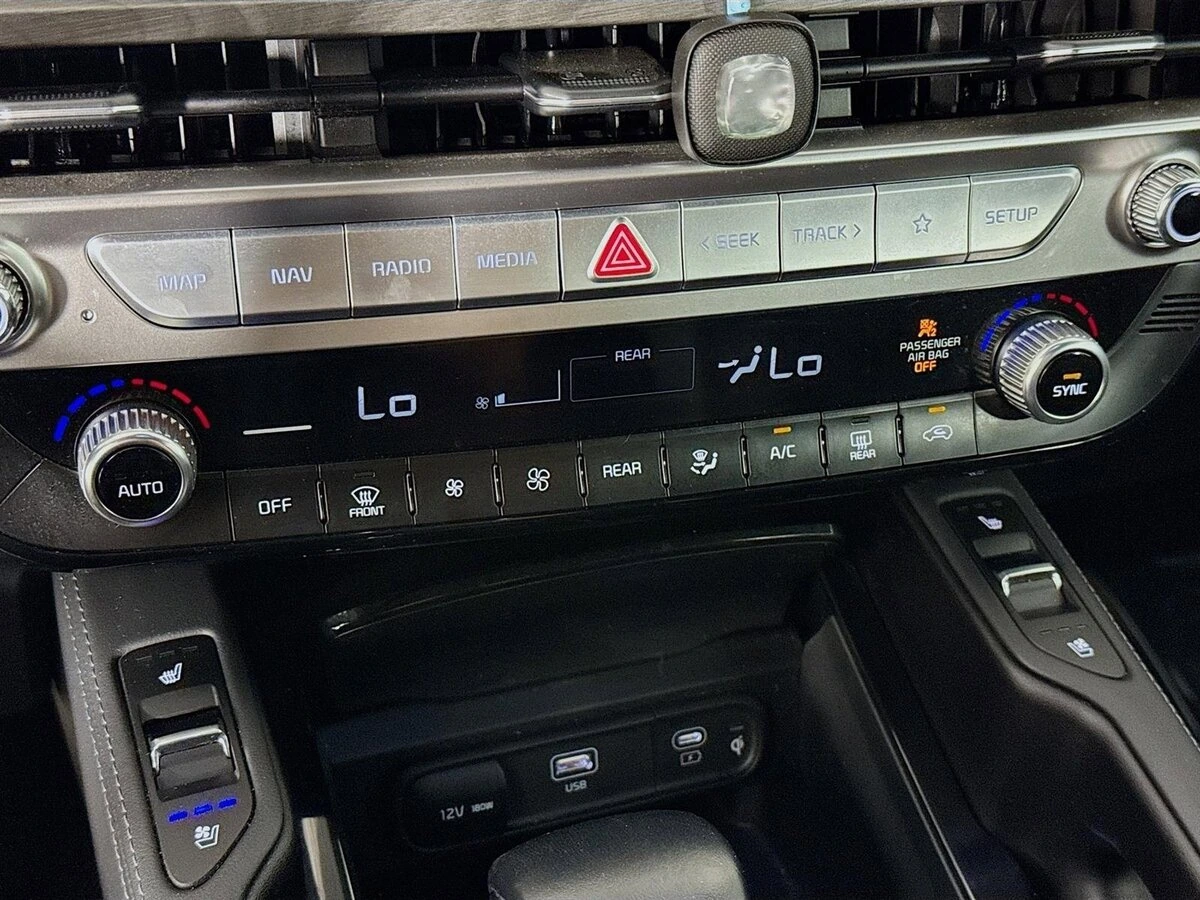 MAP
NAV
RADIO
MEDIA
< SEEK
TRACK >
SETUP
Lo
REAR
Lo
PASSENGER
AIR BAG
OFF
SYNC
AUTO
OFF
FRONT
REAR
A/C
REAR
12V 180W
USB